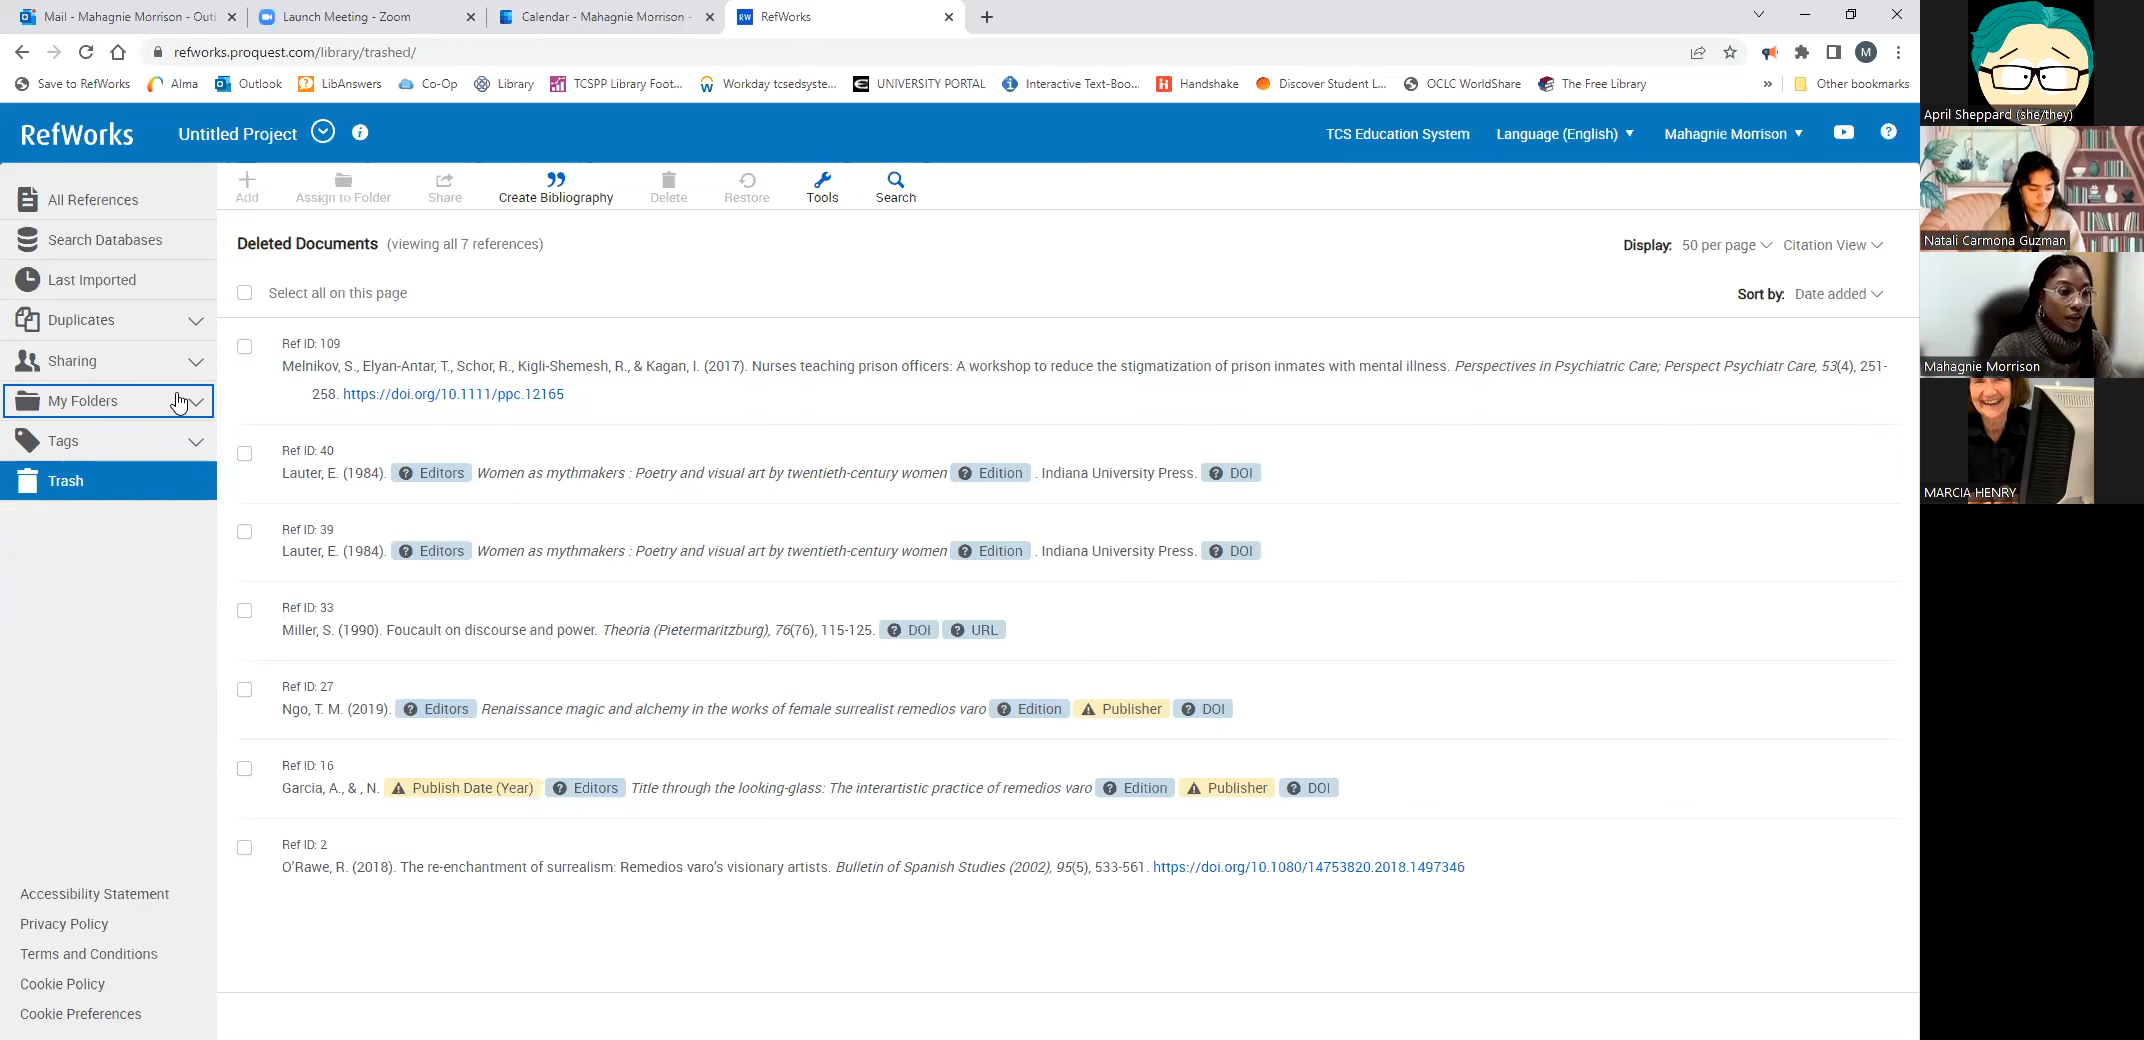 Mail - Mahagnie Morrison - Outl
Launch Meeting - Zoom
Calendar - Mahagnie Morrison -
RW RefWorks
refworks.proquest.com/library/trashed/
M
Save to RefWorks Alma Outlook LibAnswers Co-Op Library TCSPP Library Foot... Workday tcsedsyste... UNIVERSITY PORTAL Interactive Text-Boo... Handshake Discover Student L... OCLC WorldShare The Free Library » Other bookmarks
RefWorks Untitled Project TCS Education System Language (English) Mahagnie Morrison
All References
Search Databases
Last Imported
Duplicates
Sharing
My Folders
Tags
Trash
Accessibility Statement
Privacy Policy
Terms and Conditions
Cookie Policy
Cookie Preferences
Add Assign to Folder Share Create Bibliography Delete Restore Tools Search
Deleted Documents (viewing all 7 references)
Display: 50 per page Citation View
Select all on this page
Sort by: Date added
Ref ID: 109
Melnikov, S., Elyan-Antar, T., Schor, R., Kigli-Shemesh, R., & Kagan, I. (2017). Nurses teaching prison officers: A workshop to reduce the stigmatization of prison inmates with mental illness. Perspectives in Psychiatric Care; Perspect Psychiatr Care, 53(4), 251-
258. https://doi.org/10.1111/ppc.12165
Ref ID: 40
Lauter, E. (1984). Editors Women as mythmakers : Poetry and visual art by twentieth-century women Edition . Indiana University Press. DOI
Ref ID: 39
Lauter, E. (1984). Editors Women as mythmakers : Poetry and visual art by twentieth-century women Edition . Indiana University Press. DOI
Ref ID: 33
Miller, S. (1990). Foucault on discourse and power. Theoria (Pietermaritzburg), 76(76), 115-125. DOI URL
Ref ID: 27
Ngo, T. M. (2019). Editors Renaissance magic and alchemy in the works of female surrealist remedios varo Edition Publisher DOI
Ref ID: 16
Garcia, A., & , N. Publish Date (Year) Editors Title through the looking-glass: The interartistic practice of remedios varo Edition Publisher DOI
Ref ID: 2
O'Rawe, R. (2018). The re-enchantment of surrealism: Remedios varo's visionary artists. Bulletin of Spanish Studies (2002), 95(5), 533-561. https://doi.org/10.1080/14753820.2018.1497346
April Sheppard (she/they)
Natali Carmona Guzman
Mahagnie Morrison
MARCIA HENRY